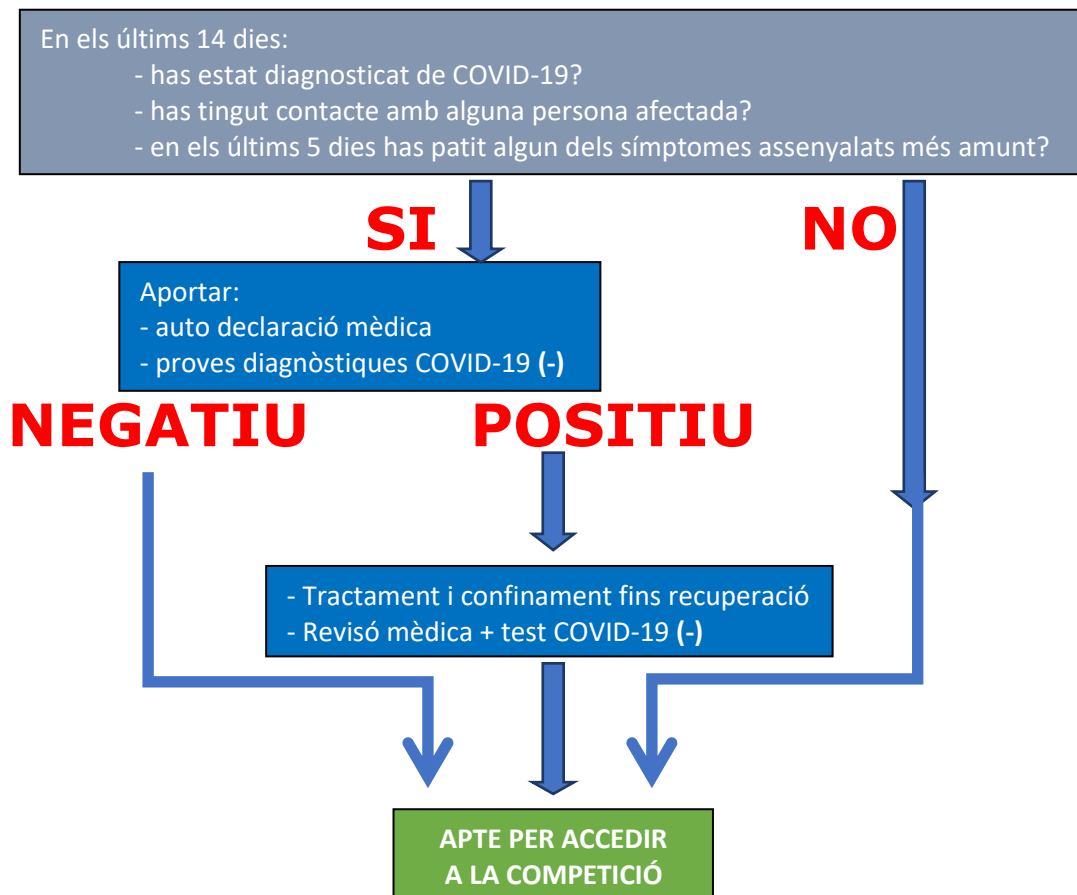 En els últims 14 dies:
- has estat diagnosticat de COVID-19?
- has tingut contacte amb alguna persona afectada?
- en els últims 5 dies has patit algun dels símptomes assenyalats més amunt?
SI
NO
Aportar:
- auto declaració mèdica
- proves diagnòstiques COVID-19 (-)
NEGATIU
POSITIU
- Tractament i confinament fins recuperació
- Revisó mèdica + test COVID-19 (-)
APTE PER ACCEDIR
A LA COMPETICIÓ